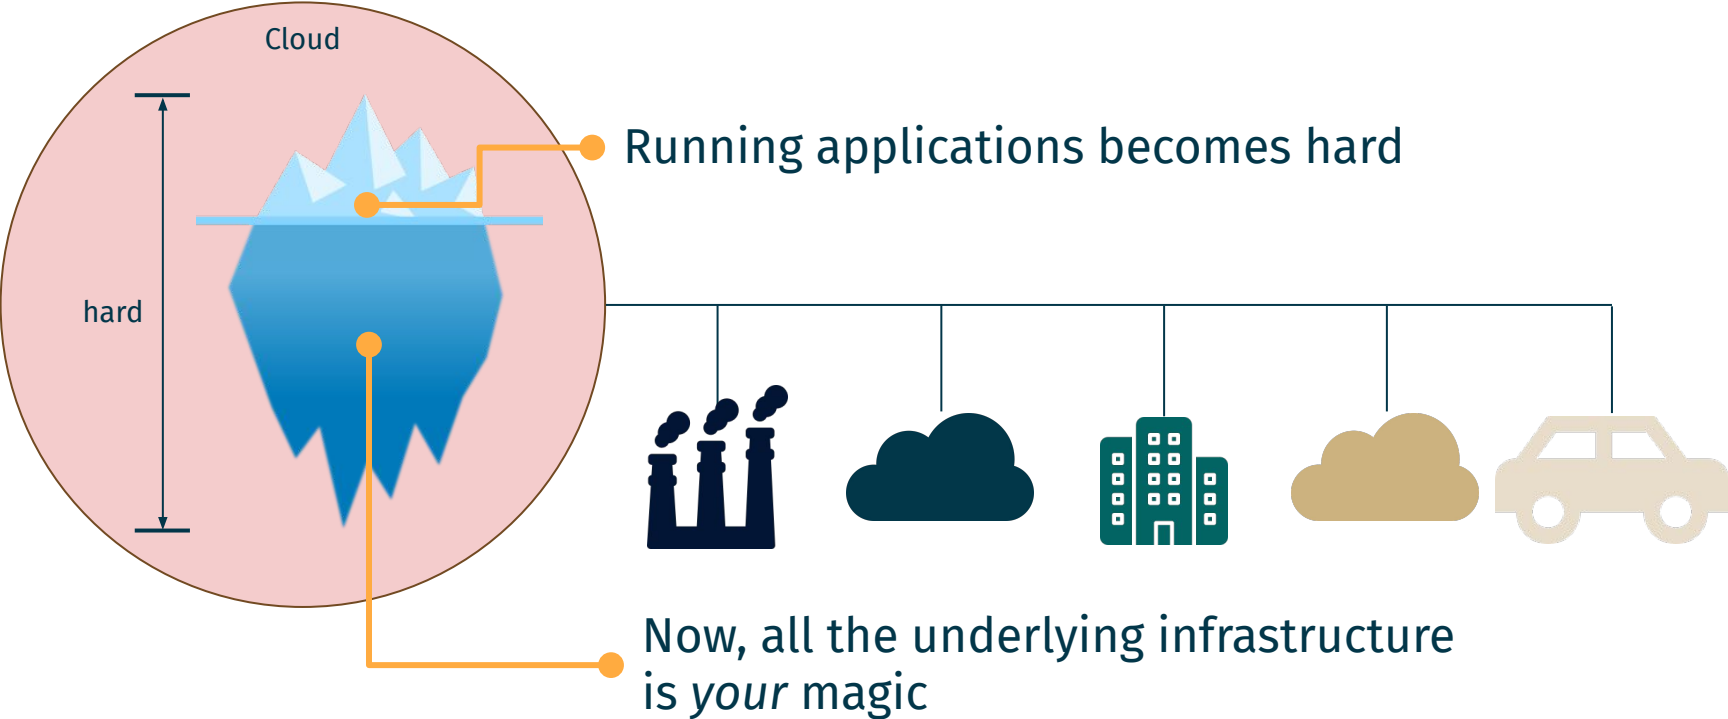 Cloud
Running applications becomes hard
hard
Now, all the underlying infrastructure
is your magic